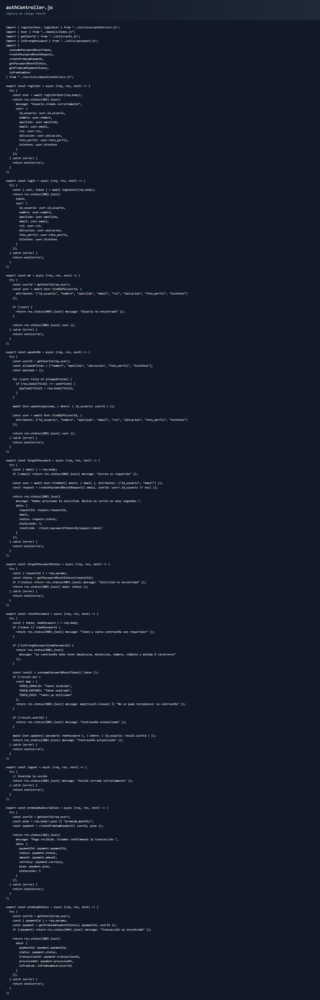 authController.js
Captura de código fuente
import { registerUser, loginUser } from "../services/authService.js";
import { User } from "../models/index.js";
import { getUserId } from "../utils/auth.js";
import { isStrongPassword } from "../utils/password.js";
import {
  consumePasswordResetToken,
  createPasswordResetRequest,
  createPremiumPayment,
  getPasswordResetStatus,
  getPremiumPaymentStatus,
  isPremiumUser
} from "../services/emulationService.js";

export const register = async (req, res, next) => {
  try {
    const user = await registerUser(req.body);
    return res.status(201).json({
      message: "Usuario creado correctamente",
      user: {
        id_usuario: user.id_usuario,
        nombre: user.nombre,
        apellido: user.apellido,
        email: user.email,
        rol: user.rol,
        ubicacion: user.ubicacion,
        foto_perfil: user.foto_perfil,
        telefono: user.telefono
      }
    });
  } catch (error) {
    return next(error);
  }
};

export const login = async (req, res, next) => {
  try {
    const { user, token } = await loginUser(req.body);
    return res.status(200).json({
      token,
      user: {
        id_usuario: user.id_usuario,
        nombre: user.nombre,
        apellido: user.apellido,
        email: user.email,
        rol: user.rol,
        ubicacion: user.ubicacion,
        foto_perfil: user.foto_perfil,
        telefono: user.telefono
      }
    });
  } catch (error) {
    return next(error);
  }
};

export const me = async (req, res, next) => {
  try {
    const userId = getUserId(req.user);
    const user = await User.findByPk(userId, {
      attributes: ["id_usuario", "nombre", "apellido", "email", "rol", "ubicacion", "foto_perfil", "telefono"]
    });

    if (!user) {
      return res.status(404).json({ message: "Usuario no encontrado" });
    }

    return res.status(200).json({ user });
  } catch (error) {
    return next(error);
  }
};

export const updateMe = async (req, res, next) => {
  try {
    const userId = getUserId(req.user);
    const allowedFields = ["nombre", "apellido", "ubicacion", "foto_perfil", "telefono"];
    const payload = {};

    for (const field of allowedFields) {
      if (req.body[field] !== undefined) {
        payload[field] = req.body[field];
      }
    }

    await User.update(payload, { where: { id_usuario: userId } });

    const user = await User.findByPk(userId, {
      attributes: ["id_usuario", "nombre", "apellido", "email", "rol", "ubicacion", "foto_perfil", "telefono"]
    });

    return res.status(200).json({ user });
  } catch (error) {
    return next(error);
  }
};

export const forgotPassword = async (req, res, next) => {
  try {
    const { email } = req.body;
    if (!email) return res.status(400).json({ message: "Correo es requerido" });

    const user = await User.findOne({ where: { email }, attributes: ["id_usuario", "email"] });
    const request = createPasswordResetRequest({ email, userId: user?.id_usuario ?? null });

    return res.status(200).json({
      message: "Hemos procesado tu solicitud. Revisa tu correo en unos segundos.",
      data: {
        requestId: request.requestId,
        email,
        status: request.status,
        etaSeconds: 3,
        resetLink: `/reset-password?token=${request.token}`
      }
    });
  } catch (error) {
    return next(error);
  }
};

export const forgotPasswordStatus = async (req, res, next) => {
  try {
    const { requestId } = req.params;
    const status = getPasswordResetStatus(requestId);
    if (!status) return res.status(404).json({ message: "Solicitud no encontrada" });
    return res.status(200).json({ data: status });
  } catch (error) {
    return next(error);
  }
};

export const resetPassword = async (req, res, next) => {
  try {
    const { token, newPassword } = req.body;
    if (!token || !newPassword) {
      return res.status(400).json({ message: "Token y nueva contraseña son requeridos" });
    }

    if (!isStrongPassword(newPassword)) {
      return res.status(400).json({
        message: "La contraseña debe tener mayúscula, minúscula, número, símbolo y mínimo 8 caracteres"
      });
    }

    const result = consumePasswordResetToken({ token });
    if (!result.ok) {
      const map = {
        TOKEN_INVALID: "Token inválido",
        TOKEN_EXPIRED: "Token expirado",
        TOKEN_USED: "Token ya utilizado"
      };
      return res.status(400).json({ message: map[result.reason] || "No se pudo restablecer la contraseña" });
    }

    if (!result.userId) {
      return res.status(200).json({ message: "Contraseña actualizada" });
    }

    await User.update({ password: newPassword }, { where: { id_usuario: result.userId } });
    return res.status(200).json({ message: "Contraseña actualizada" });
  } catch (error) {
    return next(error);
  }
};

export const logout = async (req, res, next) => {
  try {
    // Invalida la sesión
    return res.status(200).json({ message: "Sesión cerrada correctamente" });
  } catch (error) {
    return next(error);
  }
};

export const premiumSubscription = async (req, res, next) => {
  try {
    const userId = getUserId(req.user);
    const plan = req.body?.plan || "premium_monthly";
    const payment = createPremiumPayment({ userId, plan });

    return res.status(202).json({
      message: "Pago recibido. Estamos confirmando la transacción.",
      data: {
        paymentId: payment.paymentId,
        status: payment.status,
        amount: payment.amount,
        currency: payment.currency,
        plan: payment.plan,
        etaSeconds: 5
      }
    });
  } catch (error) {
    return next(error);
  }
};

export const premiumStatus = async (req, res, next) => {
  try {
    const userId = getUserId(req.user);
    const { paymentId } = req.params;
    const payment = getPremiumPaymentStatus({ paymentId, userId });
    if (!payment) return res.status(404).json({ message: "Transacción no encontrada" });

    return res.status(200).json({
      data: {
        paymentId: payment.paymentId,
        status: payment.status,
        transactionId: payment.transactionId,
        processedAt: payment.processedAt,
        isPremium: isPremiumUser(userId)
      }
    });
  } catch (error) {
    return next(error);
  }
};